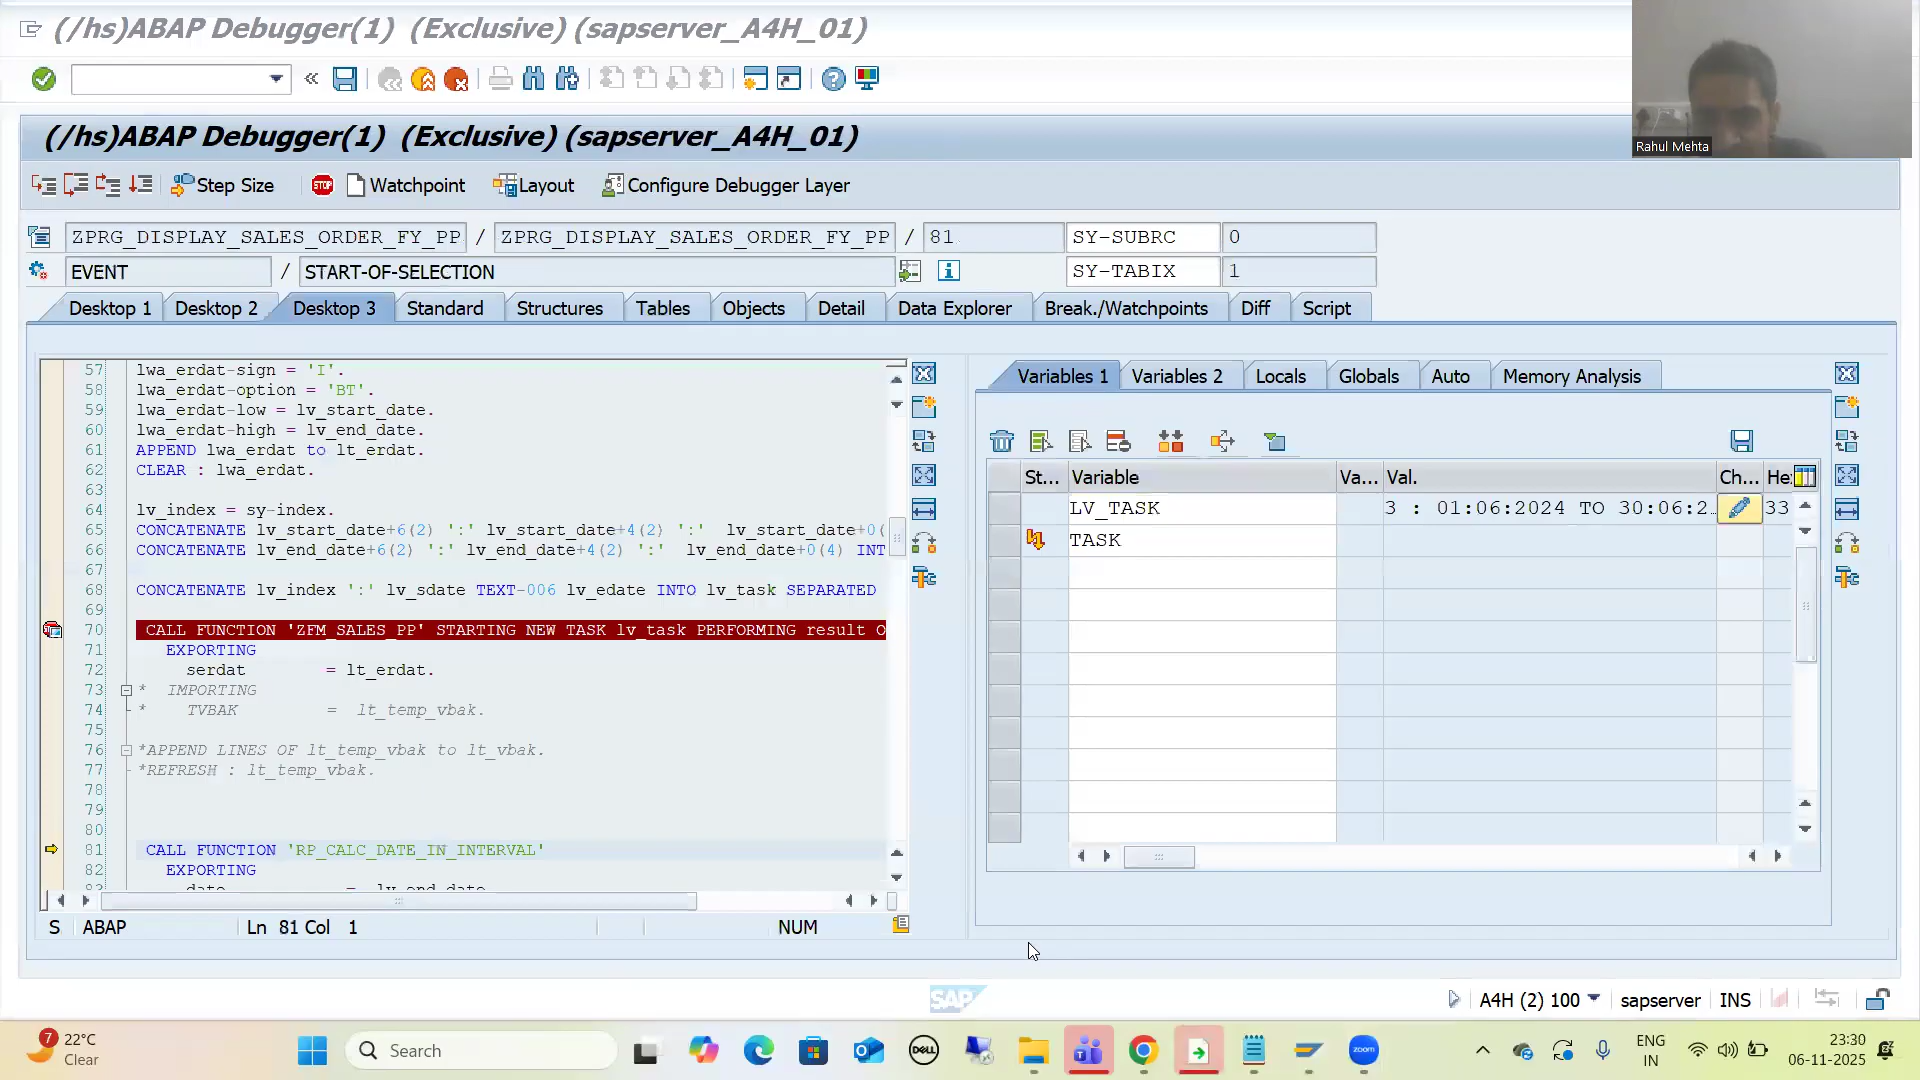 (/hs)ABAP Debugger(1) (Exclusive) (sapserver_A4H_01)
Rahul Mehta
(/hs)ABAP Debugger(1) (Exclusive) (sapserver_A4H_01)
Step Size STOP Watchpoint Layout Configure Debugger Layer
ZPRG_DISPLAY_SALES_ORDER_FY_PP / ZPRG_DISPLAY_SALES_ORDER_FY_PP / 81 SY-SUBRC 0
EVENT / START-OF-SELECTION SY-TABIX 1
Desktop 1 Desktop 2 Desktop 3 Standard Structures Tables Objects Detail Data Explorer Break./Watchpoints Diff Script
57 lwa_erdat-sign = 'I'.
58 lwa_erdat-option = 'BT'.
59 lwa_erdat-low = lv_start_date.
60 lwa_erdat-high = lv_end_date.
61 APPEND lwa_erdat to lt_erdat.
62 CLEAR : lwa_erdat.
63
64 lv_index = sy-index.
65 CONCATENATE lv_start_date+6(2) ':' lv_start_date+4(2) ':' lv_start_date+0(
66 CONCATENATE lv_end_date+6(2) ':' lv_end_date+4(2) ':' lv_end_date+0(4) INT
67
68 CONCATENATE lv_index ':' lv_sdate TEXT-006 lv_edate INTO lv_task SEPARATED
69
70 CALL FUNCTION 'ZFM_SALES_PP' STARTING NEW TASK lv_task PERFORMING result O
71 EXPORTING
72 serdat = lt_erdat.
73 * IMPORTING
74 * TVBAK = lt_temp_vbak.
75
76 *APPEND LINES OF lt_temp_vbak to lt_vbak.
77 *REFRESH : lt_temp_vbak.
78
79
80
81 CALL FUNCTION 'RP_CALC_DATE_IN_INTERVAL'
82 EXPORTING
83 date = lv_end_date
S ABAP Ln 81 Col 1 NUM
Variables 1 Variables 2 Locals Globals Auto Memory Analysis
St... Variable Va... Val. Ch... Hex
LV_TASK 3 : 01:06:2024 TO 30:06:2... 33
TASK
SAP
A4H (2) 100 sapserver INS
7 22°C
Clear
Search
DELL
zoom
ENG
IN
23:30
06-11-2025